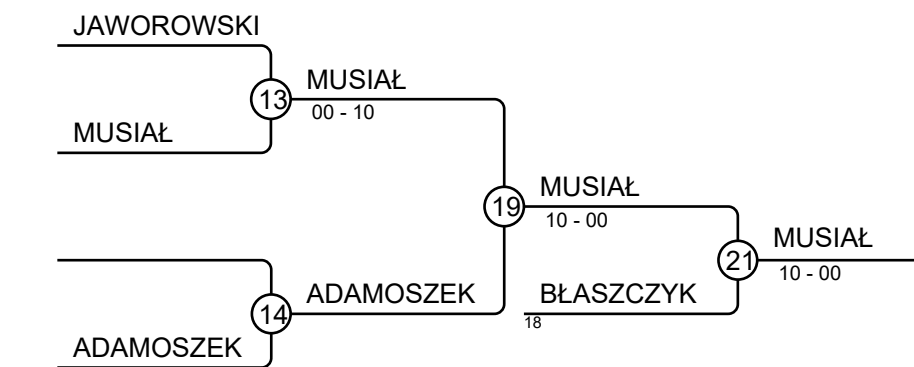 JAWOROWSKI
MUSIAŁ
13
00 - 10
MUSIAŁ
MUSIAŁ
19
10 - 00
MUSIAŁ
21
10 - 00
ADAMOSZEK
BŁASZCZYK
14
18
ADAMOSZEK